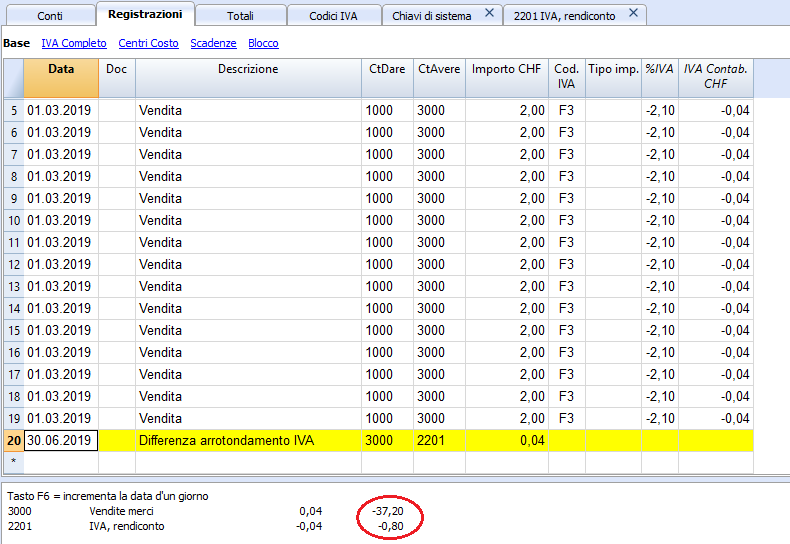 Conti Registrazioni Totali Codici IVA Chiavi di sistema 2201 IVA, rendiconto
Base IVA Completo Centri Costo Scadenze Blocco
Data Doc Descrizione CtDare CtAvere Importo CHF Cod. IVA Tipo imp. %IVA IVA Contab. CHF
5 01.03.2019 Vendita 1000 3000 2,00 F3 -2,10 -0,04
6 01.03.2019 Vendita 1000 3000 2,00 F3 -2,10 -0,04
7 01.03.2019 Vendita 1000 3000 2,00 F3 -2,10 -0,04
8 01.03.2019 Vendita 1000 3000 2,00 F3 -2,10 -0,04
9 01.03.2019 Vendita 1000 3000 2,00 F3 -2,10 -0,04
10 01.03.2019 Vendita 1000 3000 2,00 F3 -2,10 -0,04
11 01.03.2019 Vendita 1000 3000 2,00 F3 -2,10 -0,04
12 01.03.2019 Vendita 1000 3000 2,00 F3 -2,10 -0,04
13 01.03.2019 Vendita 1000 3000 2,00 F3 -2,10 -0,04
14 01.03.2019 Vendita 1000 3000 2,00 F3 -2,10 -0,04
15 01.03.2019 Vendita 1000 3000 2,00 F3 -2,10 -0,04
16 01.03.2019 Vendita 1000 3000 2,00 F3 -2,10 -0,04
17 01.03.2019 Vendita 1000 3000 2,00 F3 -2,10 -0,04
18 01.03.2019 Vendita 1000 3000 2,00 F3 -2,10 -0,04
19 01.03.2019 Vendita 1000 3000 2,00 F3 -2,10 -0,04
20 30.06.2019 Differenza arrotondamento IVA 3000 2201 0,04
*
Tasto F6 = incrementa la data d'un giorno
3000 Vendite merci 0,04 -37,20
2201 IVA, rendiconto -0,04 -0,80